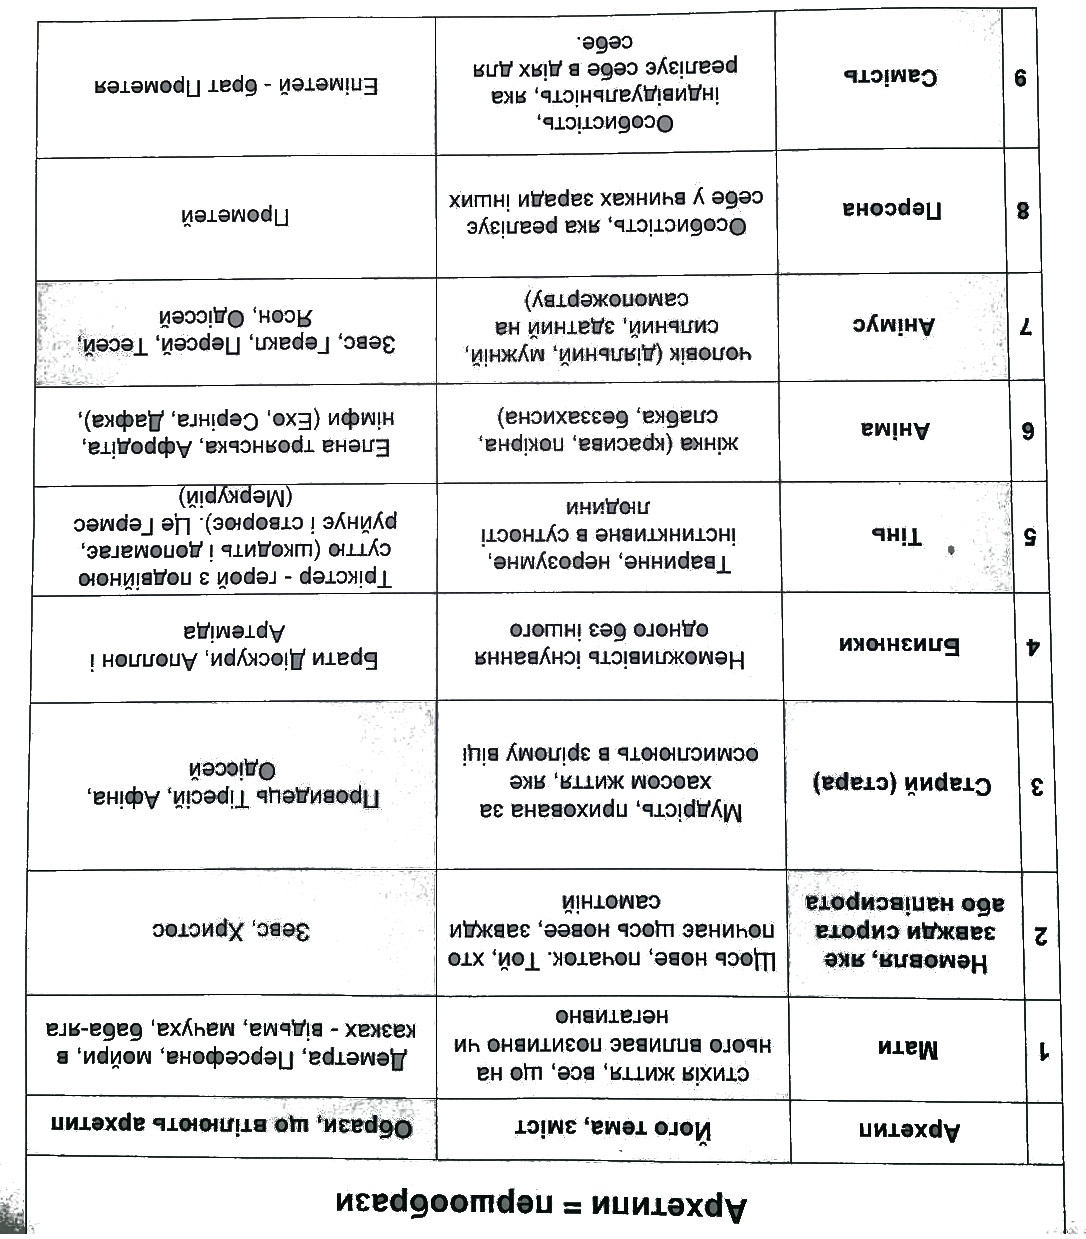 Архетипи = першообрази
Архетип
Його тема, зміст
Образи, що втілюють архетип
1
Мати
стихія життя, все, що на
нього впливає позитивно чи
негативно
Деметра, Персефона, мойри, в
казках - відьма, мачуха, баба-яга
2
Немовля, яке
завжди сирота
або напівсирота
Щось нове, початок. Той, хто
починає щось новее, завжди
самотній
Зевс, Христос
3
Старий (стара)
Мудрість, прихована за
хаосом життя, яке
осмислюють в зрілому віці
Провидець Тіресій, Афіна,
Одіссей
4
Близнюки
Неможливість існування
одного без іншого
Брати Діоскури, Аполлон і
Артеміда
5
Тінь
Тваринне, нерозумне,
інстинктивне в сутності
людини
Трікстер - герой з подвійною
суттю (шкодить і допомагає,
руйнує і створює). Це Гермес
(Меркурій)
6
Аніма
жінка (красива, покірна,
слабка, беззахисна)
Елена троянська, Афродіта,
німфи (Ехо, Серінга, Дафка),
7
Анімус
чоловік (діяльний, мужній,
сильний, здатний на
самопожертву)
Зевс, Геракл, Персей, Тесей,
Ясон, Одіссей
8
Персона
Особистість, яка реалізує
себе у вчинках заради інших
Прометей
9
Самість
Особистість,
індивідуальність, яка
реалізує себе в діях для
себе.
Епіметей - брат Прометея